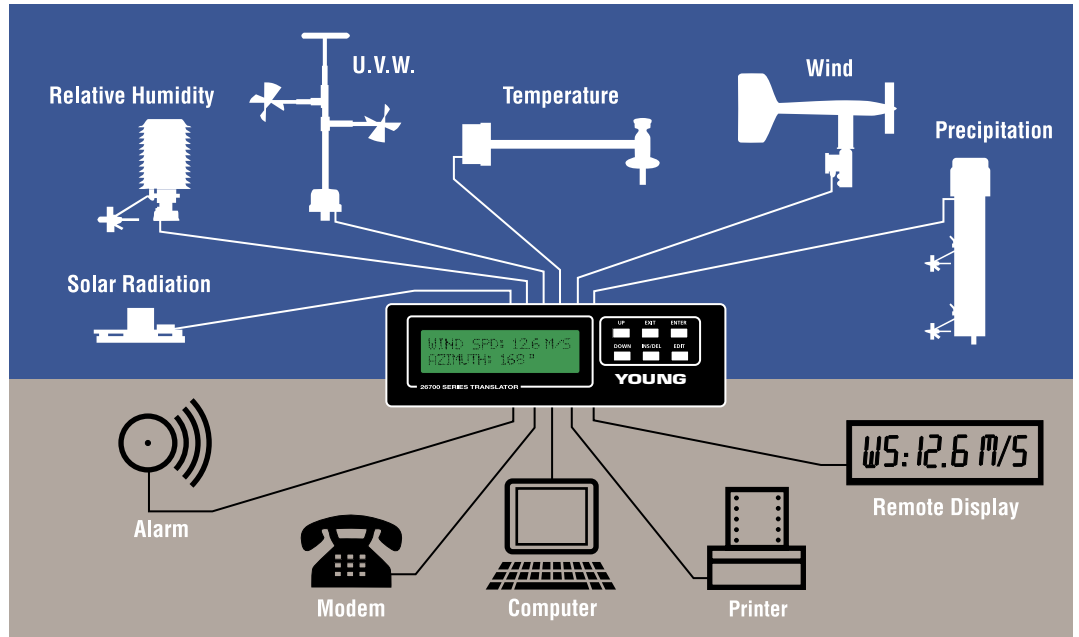 U.V.W.
Wind
Relative Humidity
Temperature
Precipitation
Solar Radiation
UP EXIT ENTER
WIND SPD: 12.6 M/S
DOWN INS/DEL EDIT
AZIMUTH: 168°
YOUNG
26700 SERIES TRANSLATOR
WS:12.6 M/S
Remote Display
Alarm
Modem
Computer
Printer